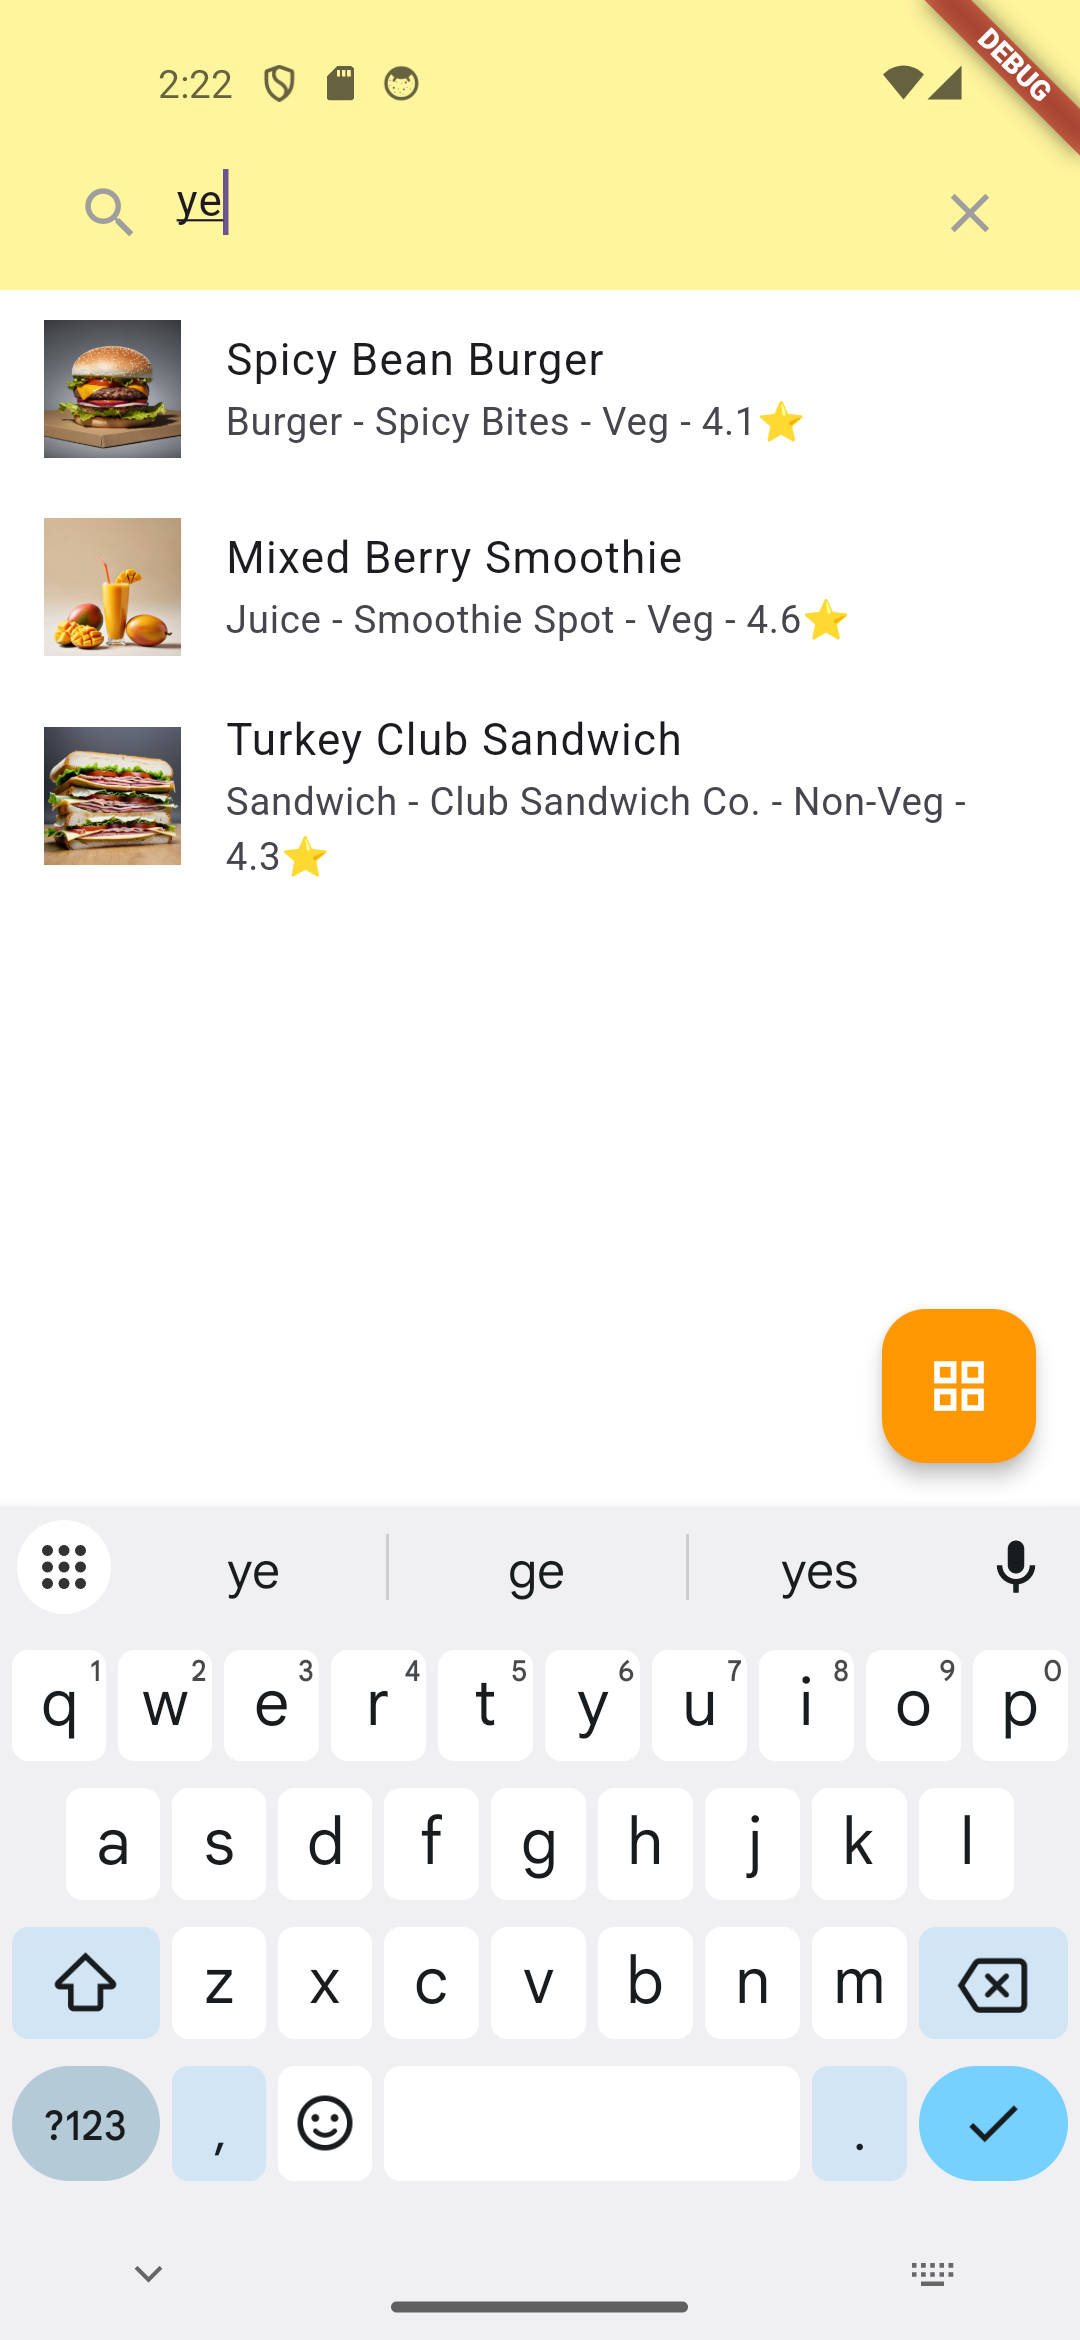 DEBUG
2:22
ye
Spicy Bean Burger
Burger - Spicy Bites - Veg - 4.1⭐
Mixed Berry Smoothie
Juice - Smoothie Spot - Veg - 4.6⭐
Turkey Club Sandwich
Sandwich - Club Sandwich Co. - Non-Veg -
4.3⭐
ye ge yes
q 1 w 2 e 3 r 4 t 5 y 6 u 7 i 8 o 9 p 0
a s d f g h j k l
z x c v b n m
?123 , .